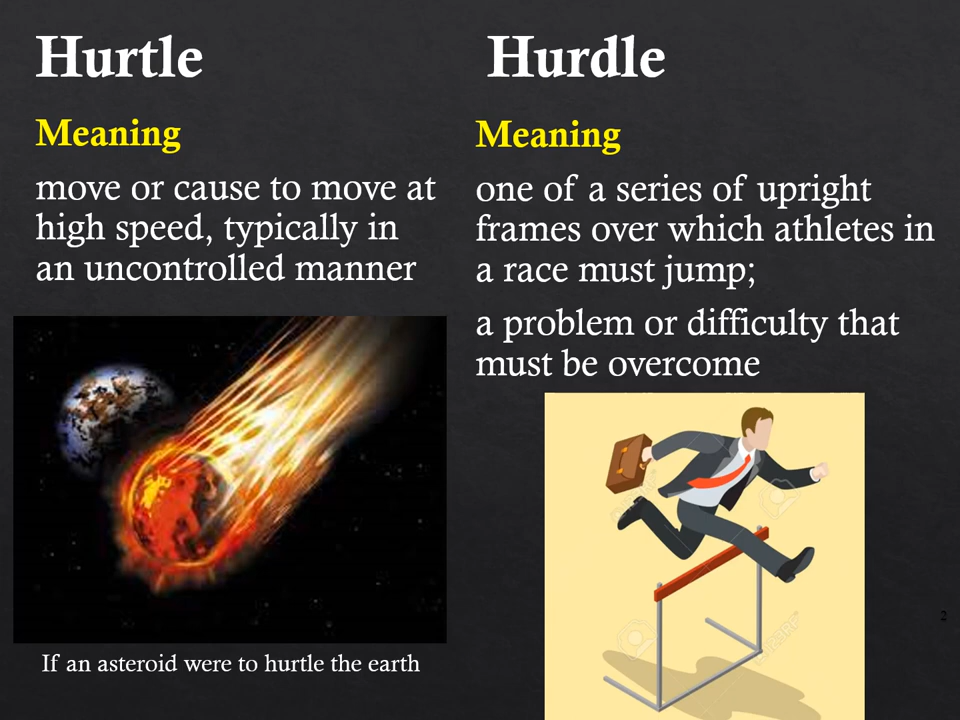 Hurtle
Meaning
move or cause to move at
high speed, typically in
an uncontrolled manner
If an asteroid were to hurtle the earth
Hurdle
Meaning
one of a series of upright
frames over which athletes in
a race must jump;
a problem or difficulty that
must be overcome
2